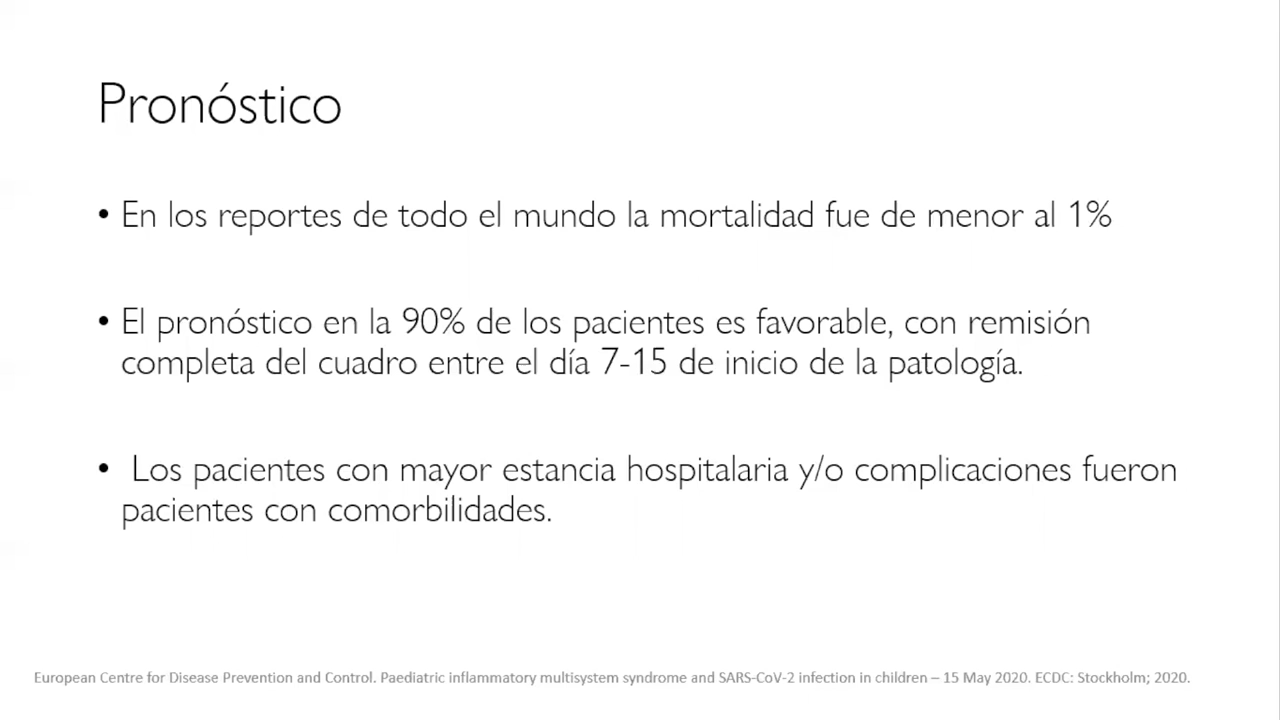 Pronóstico
• En los reportes de todo el mundo la mortalidad fue de menor al 1%
• El pronóstico en la 90% de los pacientes es favorable, con remisión
completa del cuadro entre el día 7-15 de inicio de la patología.
• Los pacientes con mayor estancia hospitalaria y/o complicaciones fueron
pacientes con comorbilidades.
European Centre for Disease Prevention and Control. Paediatric inflammatory multisystem syndrome and SARS-CoV-2 infection in children – 15 May 2020. ECDC: Stockholm; 2020.